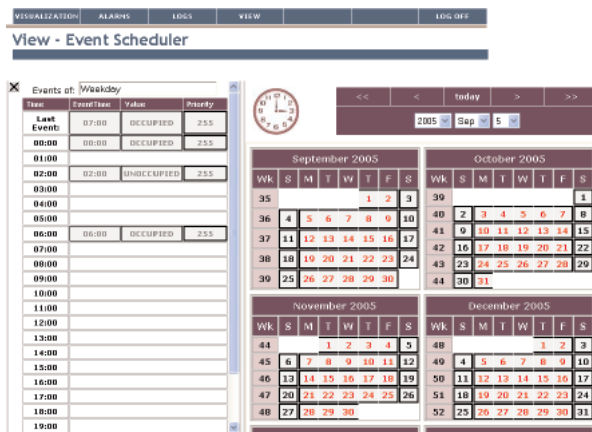 VISUALIZATION ALARMS LOGS VIEW LOG OFF
View - Event Scheduler
X Events of: Weekday
Time EventTime Value Priority
Last Event: 07:00 OCCUPIED 255
00:00 00:00 OCCUPIED 255
01:00
02:00 02:00 UNOCCUPIED 255
03:00
04:00
05:00
06:00 06:00 OCCUPIED 255
07:00
08:00
09:00
10:00
11:00
12:00
13:00
14:00
15:00
16:00
17:00
18:00
19:00
<< < today > >>
2005 Sep 5
September 2005
Wk S M T W T F S
35 1 2 3
36 4 5 6 7 8 9 10
37 11 12 13 14 15 16 17
38 18 19 20 21 22 23 24
39 25 26 27 28 29 30
October 2005
Wk S M T W T F S
39 1
40 2 3 4 5 6 7 8
41 9 10 11 12 13 14 15
42 16 17 18 19 20 21 22
43 23 24 25 26 27 28 29
44 30 31
November 2005
Wk S M T W T F S
44 1 2 3 4 5
45 6 7 8 9 10 11 12
46 13 14 15 16 17 18 19
47 20 21 22 23 24 25 26
48 27 28 29 30
December 2005
Wk S M T W T F S
48 1 2 3
49 4 5 6 7 8 9 10
50 11 12 13 14 15 16 17
51 18 19 20 21 22 23 24
52 25 26 27 28 29 30 31